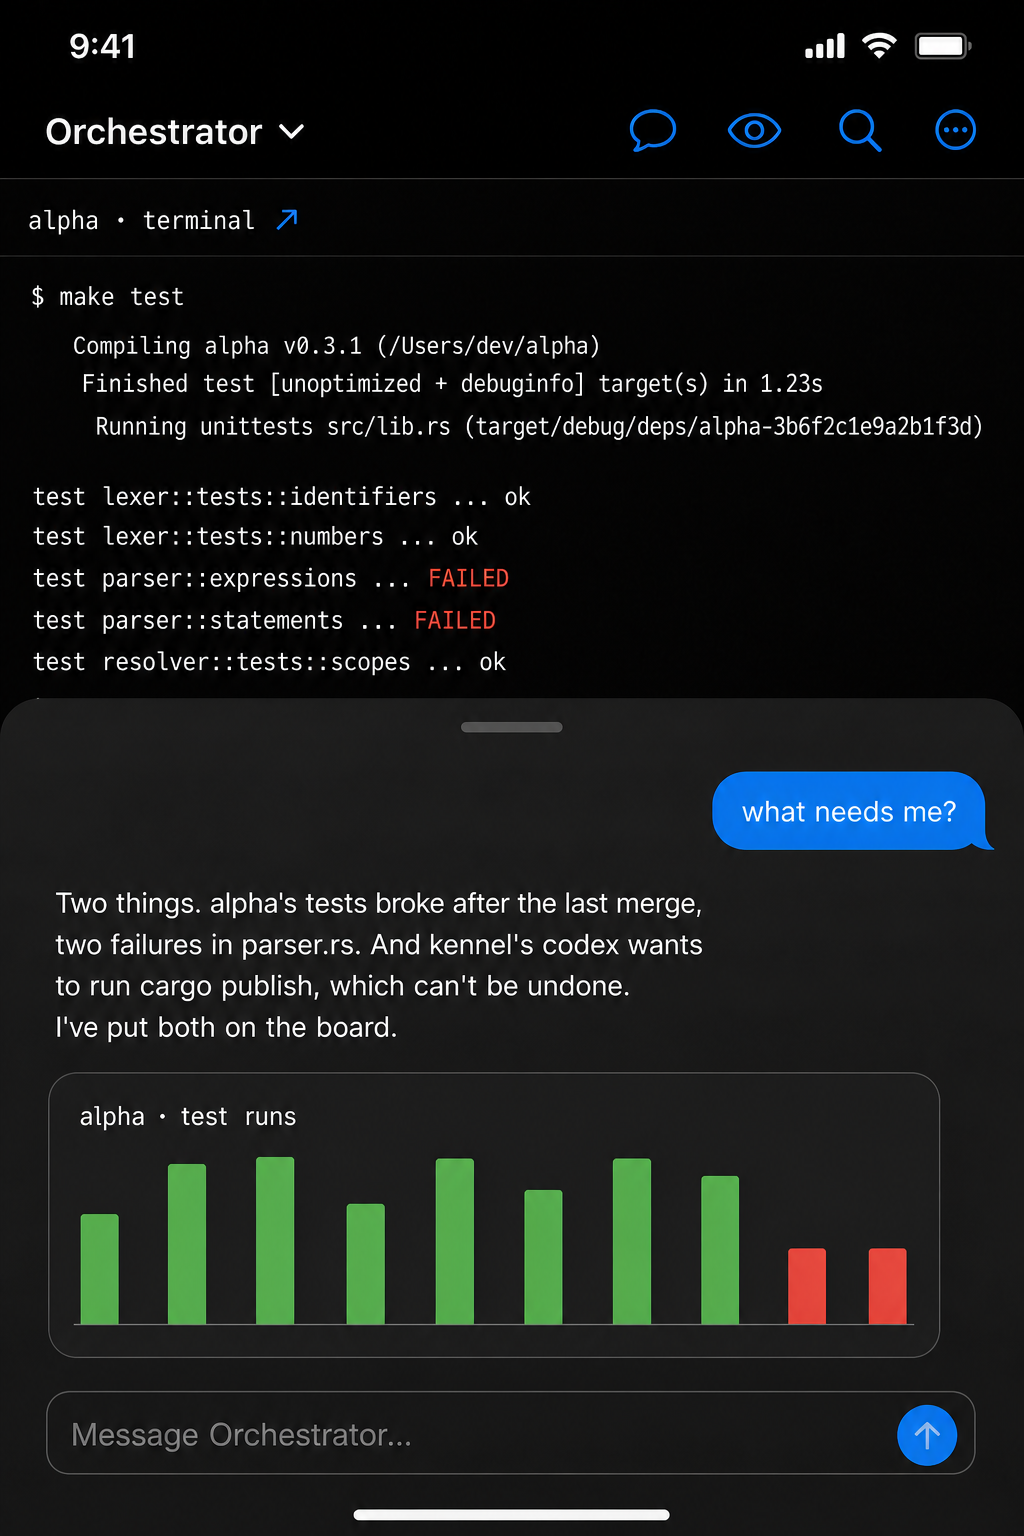 9:41
Orchestrator
alpha · terminal
$ make test
Compiling alpha v0.3.1 (/Users/dev/alpha)
Finished test [unoptimized + debuginfo] target(s) in 1.23s
Running unittests src/lib.rs (target/debug/deps/alpha-3b6f2c1e9a2b1f3d)
test lexer::tests::identifiers ... ok
test lexer::tests::numbers ... ok
test parser::expressions ... FAILED
test parser::statements ... FAILED
test resolver::tests::scopes ... ok
what needs me?
Two things. alpha's tests broke after the last merge,
two failures in parser.rs. And kennel's codex wants
to run cargo publish, which can't be undone.
I've put both on the board.
alpha · test runs
Message Orchestrator...